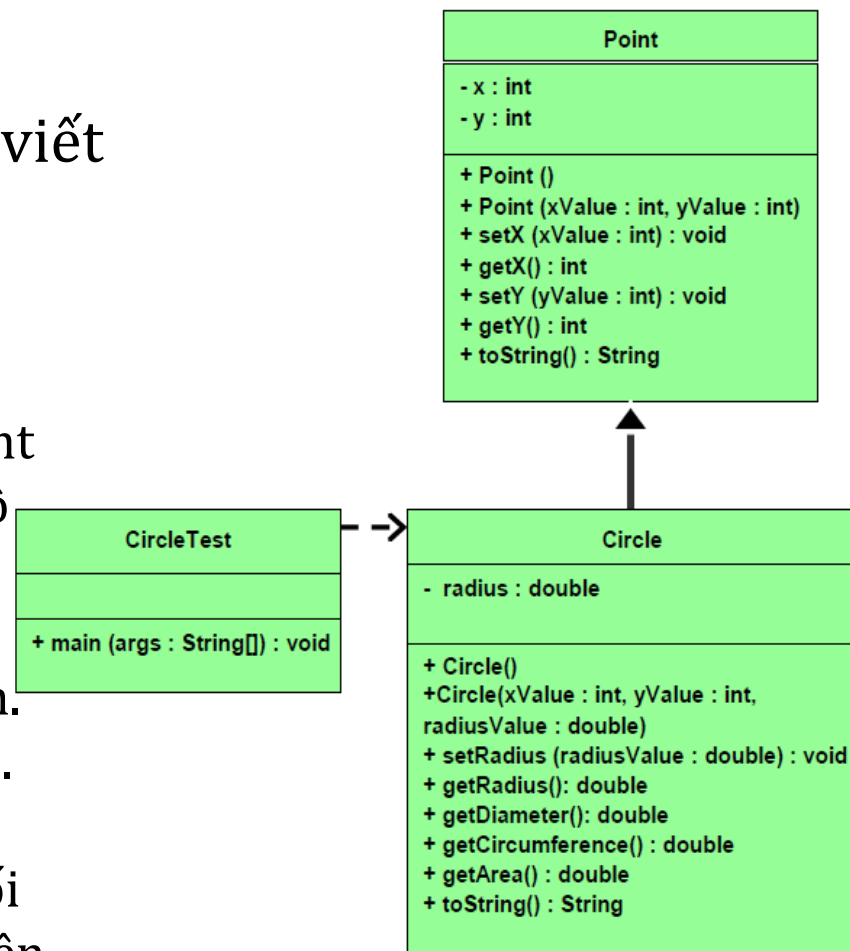 viết
Point
- x : int
- y : int
+ Point ()
+ Point (xValue : int, yValue : int)
+ setX (xValue : int) : void
+ getX() : int
+ setY (yValue : int) : void
+ getY() : int
+ toString() : String
CircleTest
+ main (args : String[]) : void
Circle
- radius : double
+ Circle()
+Circle(xValue : int, yValue : int,
radiusValue : double)
+ setRadius (radiusValue : double) : void
+ getRadius(): double
+ getDiameter(): double
+ getCircumference() : double
+ getArea() : double
+ toString() : String